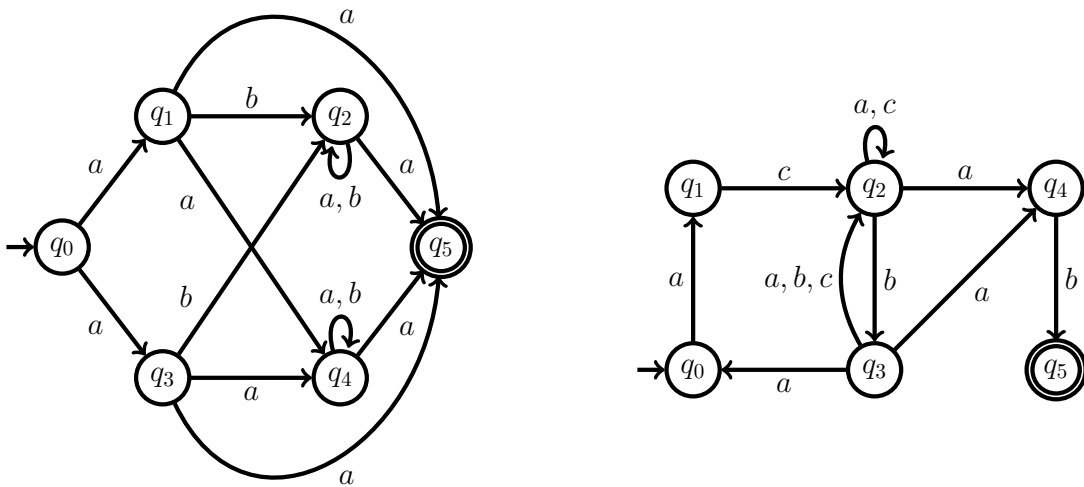 a
q₁ b q₂
a a a
a, b
q₀ q₅
a b a, b a
q₃ a q₄
a
a, c
q₁ c q₂ a q₄
a a, b, c b a b
q₀ a q₃ q₅